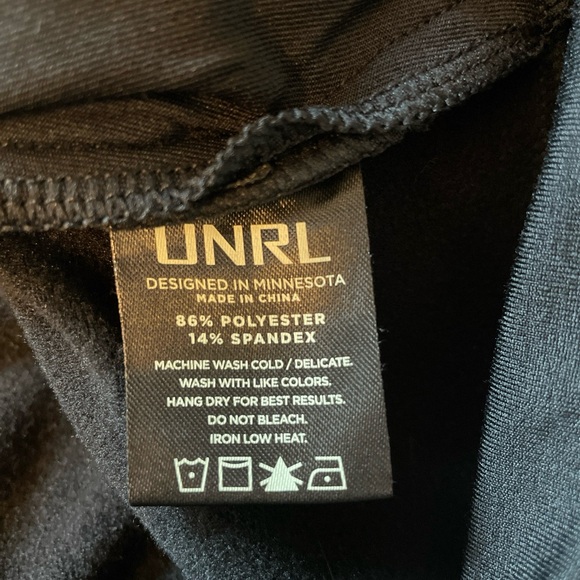 UNRL
DESIGNED IN MINNESOTA
MADE IN CHINA
86% POLYESTER
14% SPANDEX
MACHINE WASH COLD / DELICATE.
WASH WITH LIKE COLORS.
HANG DRY FOR BEST RESULTS.
DO NOT BLEACH.
IRON LOW HEAT.